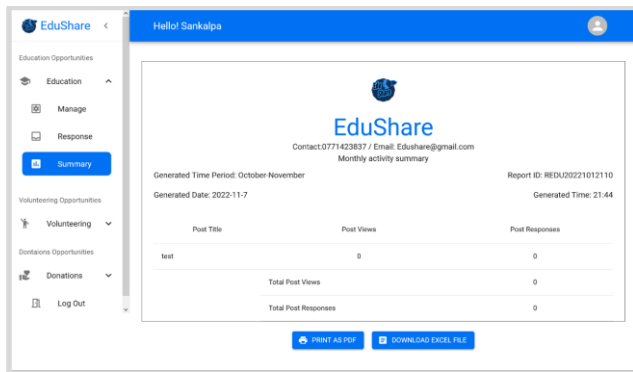 EduShare
Hello! Sankalpa
Education Opportunities
Education
Manage
Response
Summary
Volunteering Opportunities
Volunteering
Dontaions Opportunities
Donations
Log Out
EduShare
Contact:0771423837 / Email: Edushare@gmail.com
Monthly activity summary
Generated Time Period: October-November
Report ID: REDU20221012110
Generated Date: 2022-11-7
Generated Time: 21:44
Post Title Post Views Post Responses
test 0 0
Total Post Views 0
Total Post Responses 0
PRINT AS PDF
DOWNLOAD EXCEL FILE